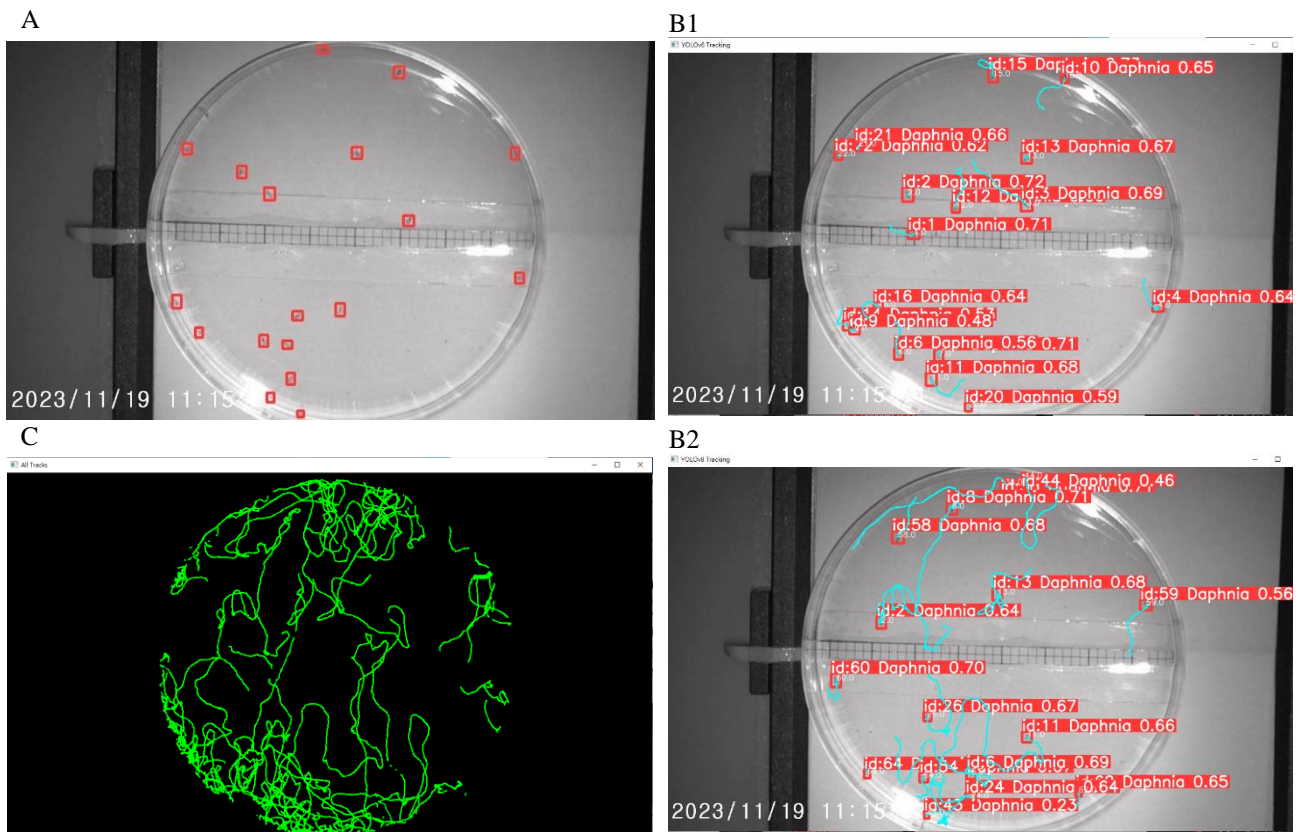 A
2023/11/19 11:15
B1
YOLOv8 Tracking
id:15 Daphnia
id:10 Daphnia 0.65
id:21 Daphnia 0.66
Daphnia 0.62
id:13 Daphnia 0.67
id:2 Daphnia 0.72
id:12 Da
id:3 Daphnia 0.69
id:1 Daphnia 0.71
id:16 Daphnia 0.64
id:4 Daphnia 0.64
id:9 Daphnia 0.48
id:6 Daphnia 0.56
0.71
id:11 Daphnia 0.68
id:20 Daphnia 0.59
2023/11/19 11:15
C
All Tracks
B2
YOLOv8 Tracking
id:44 Daphnia 0.46
id:8 Daphnia 0.71
id:58 Daphnia 0.68
id:13 Daphnia 0.68
id:59 Daphnia 0.56
id:2 Daphnia 0.64
id:60 Daphnia 0.70
id:26 Daphnia 0.67
id:11 Daphnia 0.66
id:64
id:6 Daphnia 0.69
id:24 Daphnia 0.64
Daphnia 0.65
id:43 Daphnia 0.23
2023/11/19 11:15